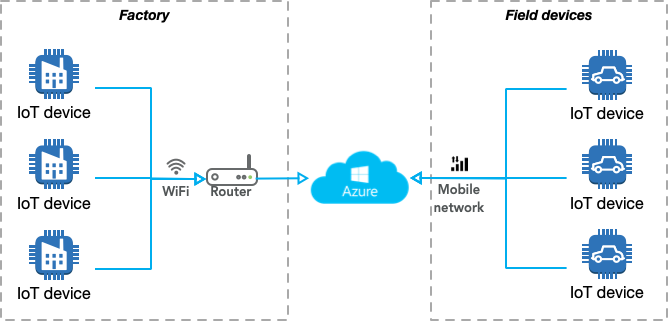 Factory
IoT device
IoT device
IoT device
WiFi
Router
Azure
Field devices
Mobile
network
IoT device
IoT device
IoT device